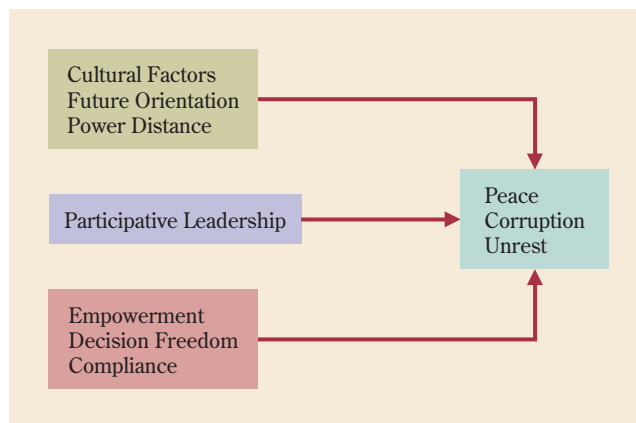 Cultural Factors
Future Orientation
Power Distance
Participative Leadership
Peace
Corruption
Unrest
Empowerment
Decision Freedom
Compliance